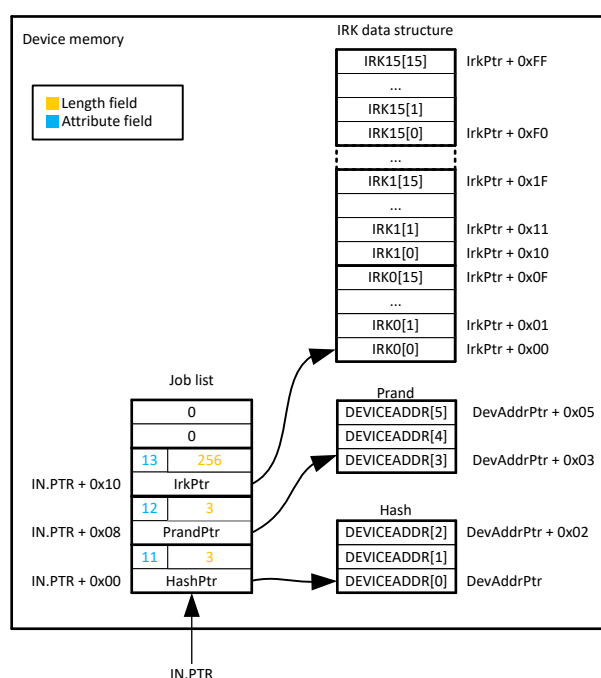 Device memory
IRK data structure
Length field
Attribute field
IRK15[15] IrkPtr + 0xFF
...
IRK15[1]
IRK15[0] IrkPtr + 0xF0
...
IRK1[15] IrkPtr + 0x1F
...
IRK1[1] IrkPtr + 0x11
IRK1[0] IrkPtr + 0x10
IRK0[15] IrkPtr + 0x0F
...
IRK0[1] IrkPtr + 0x01
IRK0[0] IrkPtr + 0x00
Job list
0
0
13 256
IN.PTR + 0x10 IrkPtr
12 3
IN.PTR + 0x08 PrandPtr
11 3
IN.PTR + 0x00 HashPtr
Prand
DEVICEADDR[5] DevAddrPtr + 0x05
DEVICEADDR[4]
DEVICEADDR[3] DevAddrPtr + 0x03
Hash
DEVICEADDR[2] DevAddrPtr + 0x02
DEVICEADDR[1]
DEVICEADDR[0] DevAddrPtr
IN.PTR